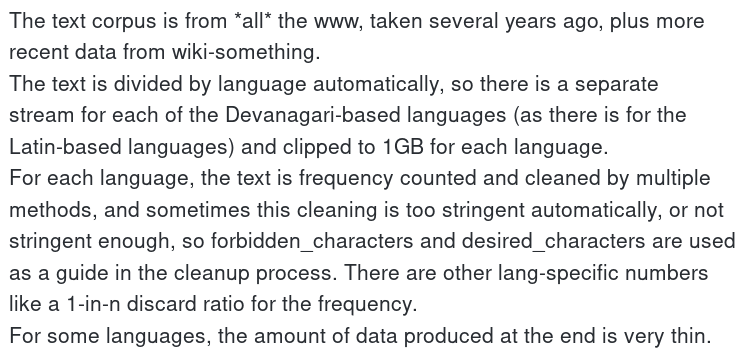 The text corpus is from *all* the www, taken several years ago, plus more
recent data from wiki-something.
The text is divided by language automatically, so there is a separate
stream for each of the Devanagari-based languages (as there is for the
Latin-based languages) and clipped to 1GB for each language.
For each language, the text is frequency counted and cleaned by multiple
methods, and sometimes this cleaning is too stringent automatically, or not
stringent enough, so forbidden_characters and desired_characters are used
as a guide in the cleanup process. There are other lang-specific numbers
like a 1-in-n discard ratio for the frequency.
For some languages, the amount of data produced at the end is very thin.